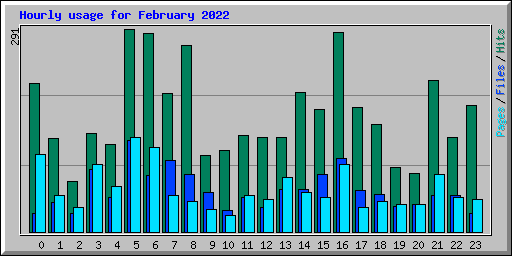 Hourly usage for February 2022
291
Pages / Files / Hits
0 1 2 3 4 5 6 7 8 9 10 11 12 13 14 15 16 17 18 19 20 21 22 23